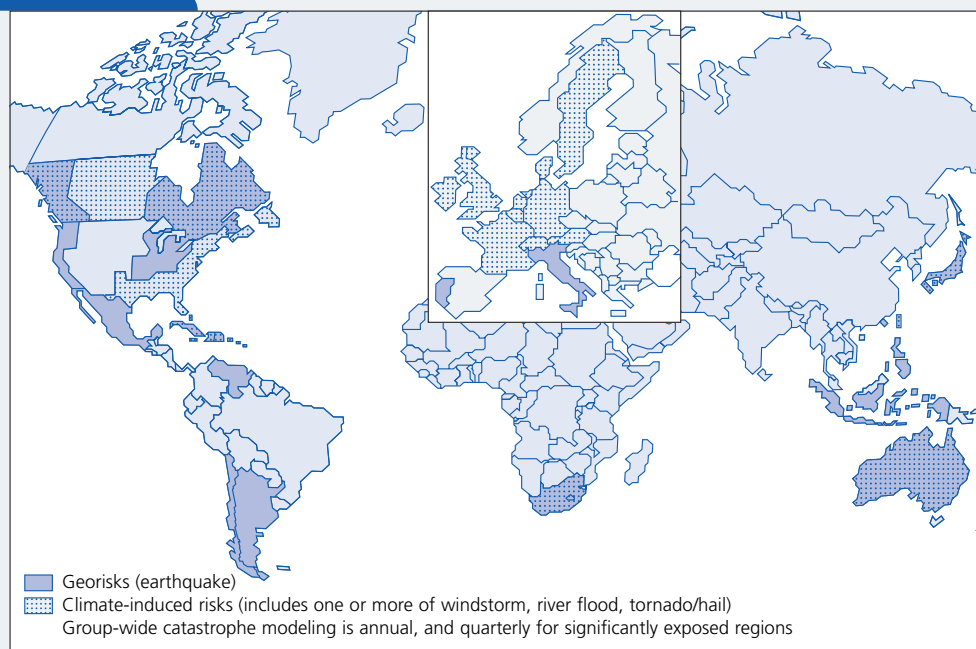 Georisks (earthquake)
Climate-induced risks (includes one or more of windstorm, river flood, tornado/hail)
Group-wide catastrophe modeling is annual, and quarterly for significantly exposed regions